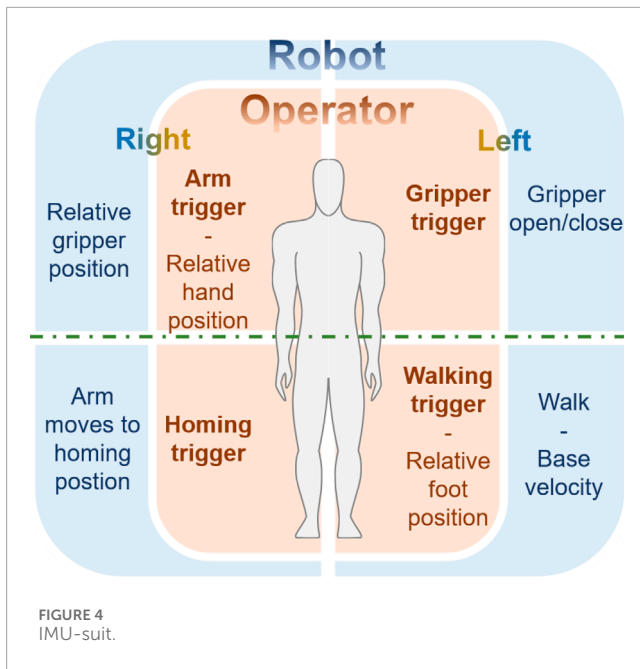 Robot
Operator
Right
Left
Relative
gripper
position
Arm
trigger
-
Relative
hand
position
Gripper
trigger
Gripper
open/close
Arm
moves to
homing
postion
Homing
trigger
Walking
trigger
-
Relative
foot
position
Walk
-
Base
velocity
FIGURE 4
IMU-suit.